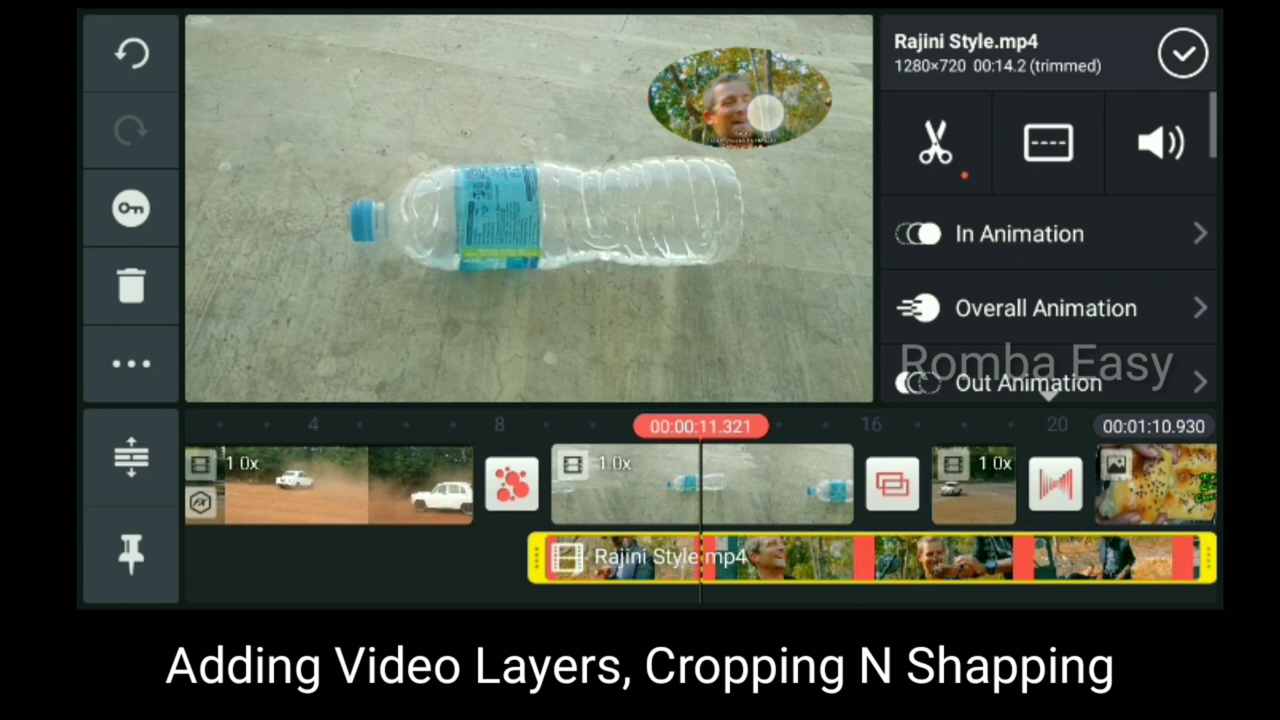 Rajini Style.mp4
1280×720 00:14.2 (trimmed)
In Animation
Overall Animation
Romba Easy
Out Animation
4
8
00:00:11.321
16
20
00:01:10.930
1.0x
1.0x
1.0x
Rajini Style.mp4
Adding Video Layers, Cropping N Shapping